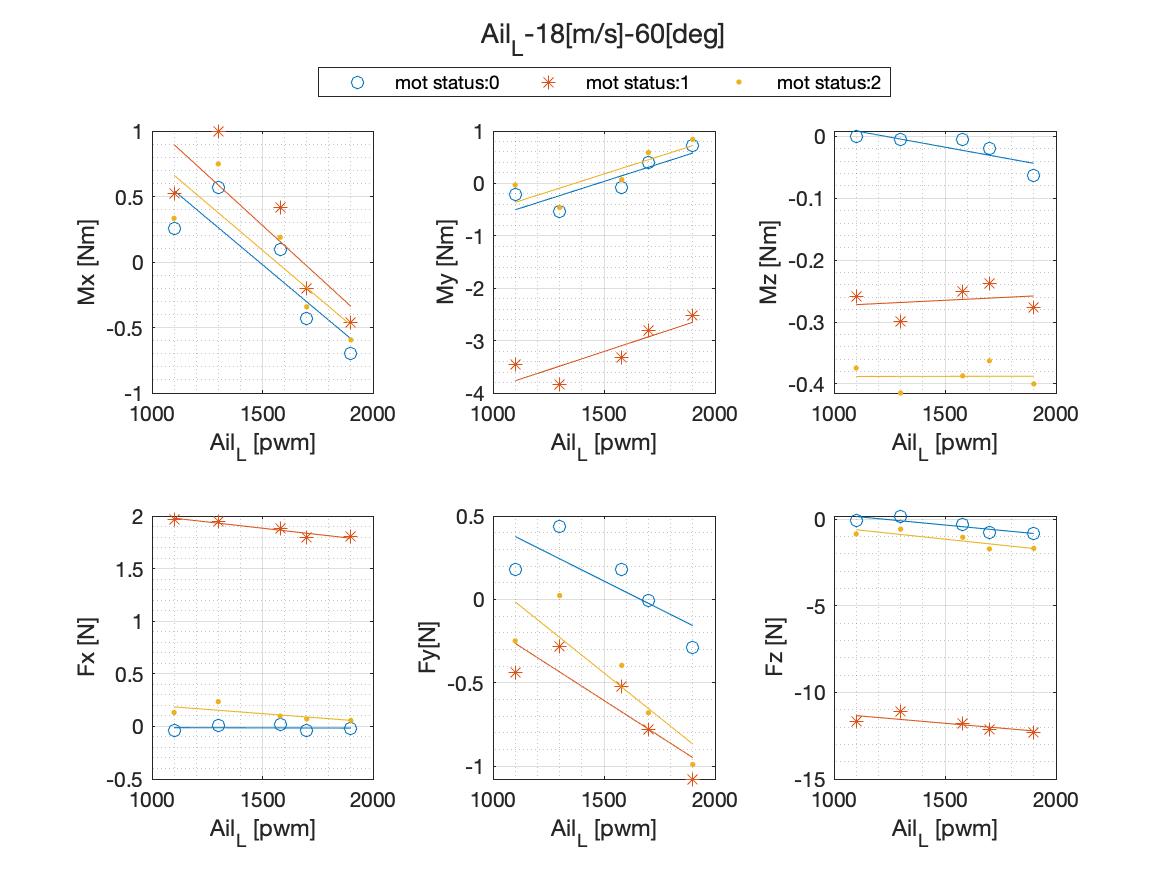 Ail_L-18[m/s]-60[deg]
mot status:0 mot status:1 mot status:2
1
0.5
0
-0.5
-1
Mx [Nm]
1000 1500 2000
Ail_L [pwm]
1
0
-1
-2
-3
-4
My [Nm]
1000 1500 2000
Ail_L [pwm]
0
-0.1
-0.2
-0.3
-0.4
Mz [Nm]
1000 1500 2000
Ail_L [pwm]
2
1.5
1
0.5
0
-0.5
Fx [N]
1000 1500 2000
Ail_L [pwm]
0.5
0
-0.5
-1
Fy[N]
1000 1500 2000
Ail_L [pwm]
0
-5
-10
-15
Fz [N]
1000 1500 2000
Ail_L [pwm]